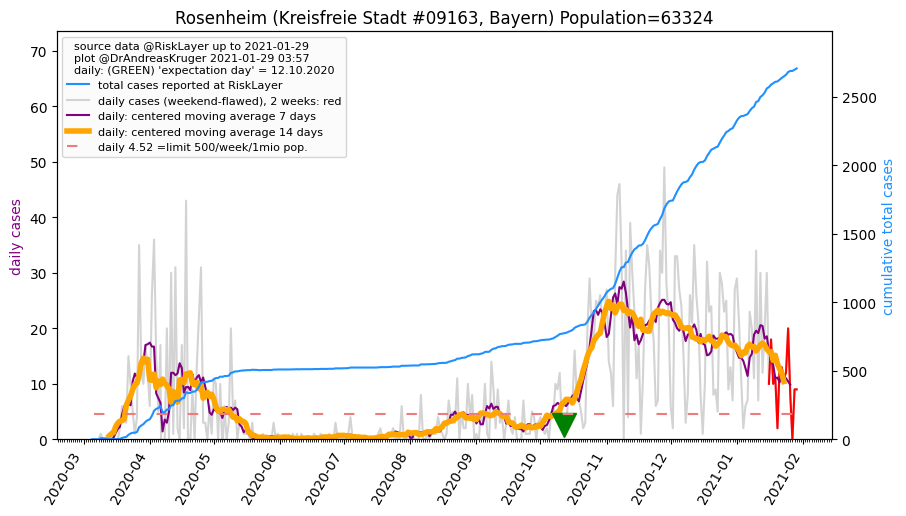 Rosenheim (Kreisfreie Stadt #09163, Bayern) Population=63324
source data @RiskLayer up to 2021-01-29
plot @DrAndreasKruger 2021-01-29 03:57
daily: (GREEN) 'expectation day' = 12.10.2020
total cases reported at RiskLayer
daily cases (weekend-flawed), 2 weeks: red
daily: centered moving average 7 days
daily: centered moving average 14 days
daily 4.52 =limit 500/week/1mio pop.
daily cases
70
60
50
40
30
20
10
0
cumulative total cases
2500
2000
1500
1000
500
0
2020-03
2020-04
2020-05
2020-06
2020-07
2020-08
2020-09
2020-10
2020-11
2020-12
2021-01
2021-02